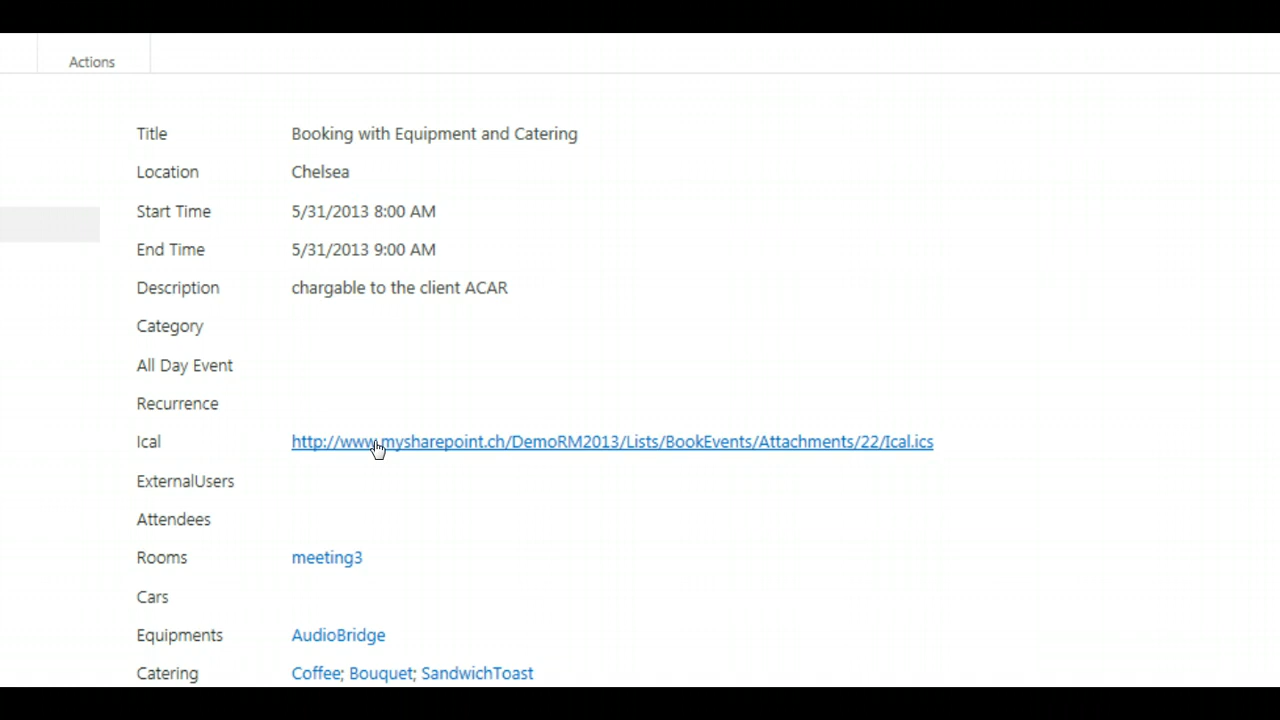 Actions
Title Booking with Equipment and Catering
Location Chelsea
Start Time 5/31/2013 8:00 AM
End Time 5/31/2013 9:00 AM
Description chargable to the client ACAR
Category
All Day Event
Recurrence
Ical http://www.mysharepoint.ch/DemoRM2013/Lists/BookEvents/Attachments/22/Ical.ics
ExternalUsers
Attendees
Rooms meeting3
Cars
Equipments AudioBridge
Catering Coffee; Bouquet; SandwichToast